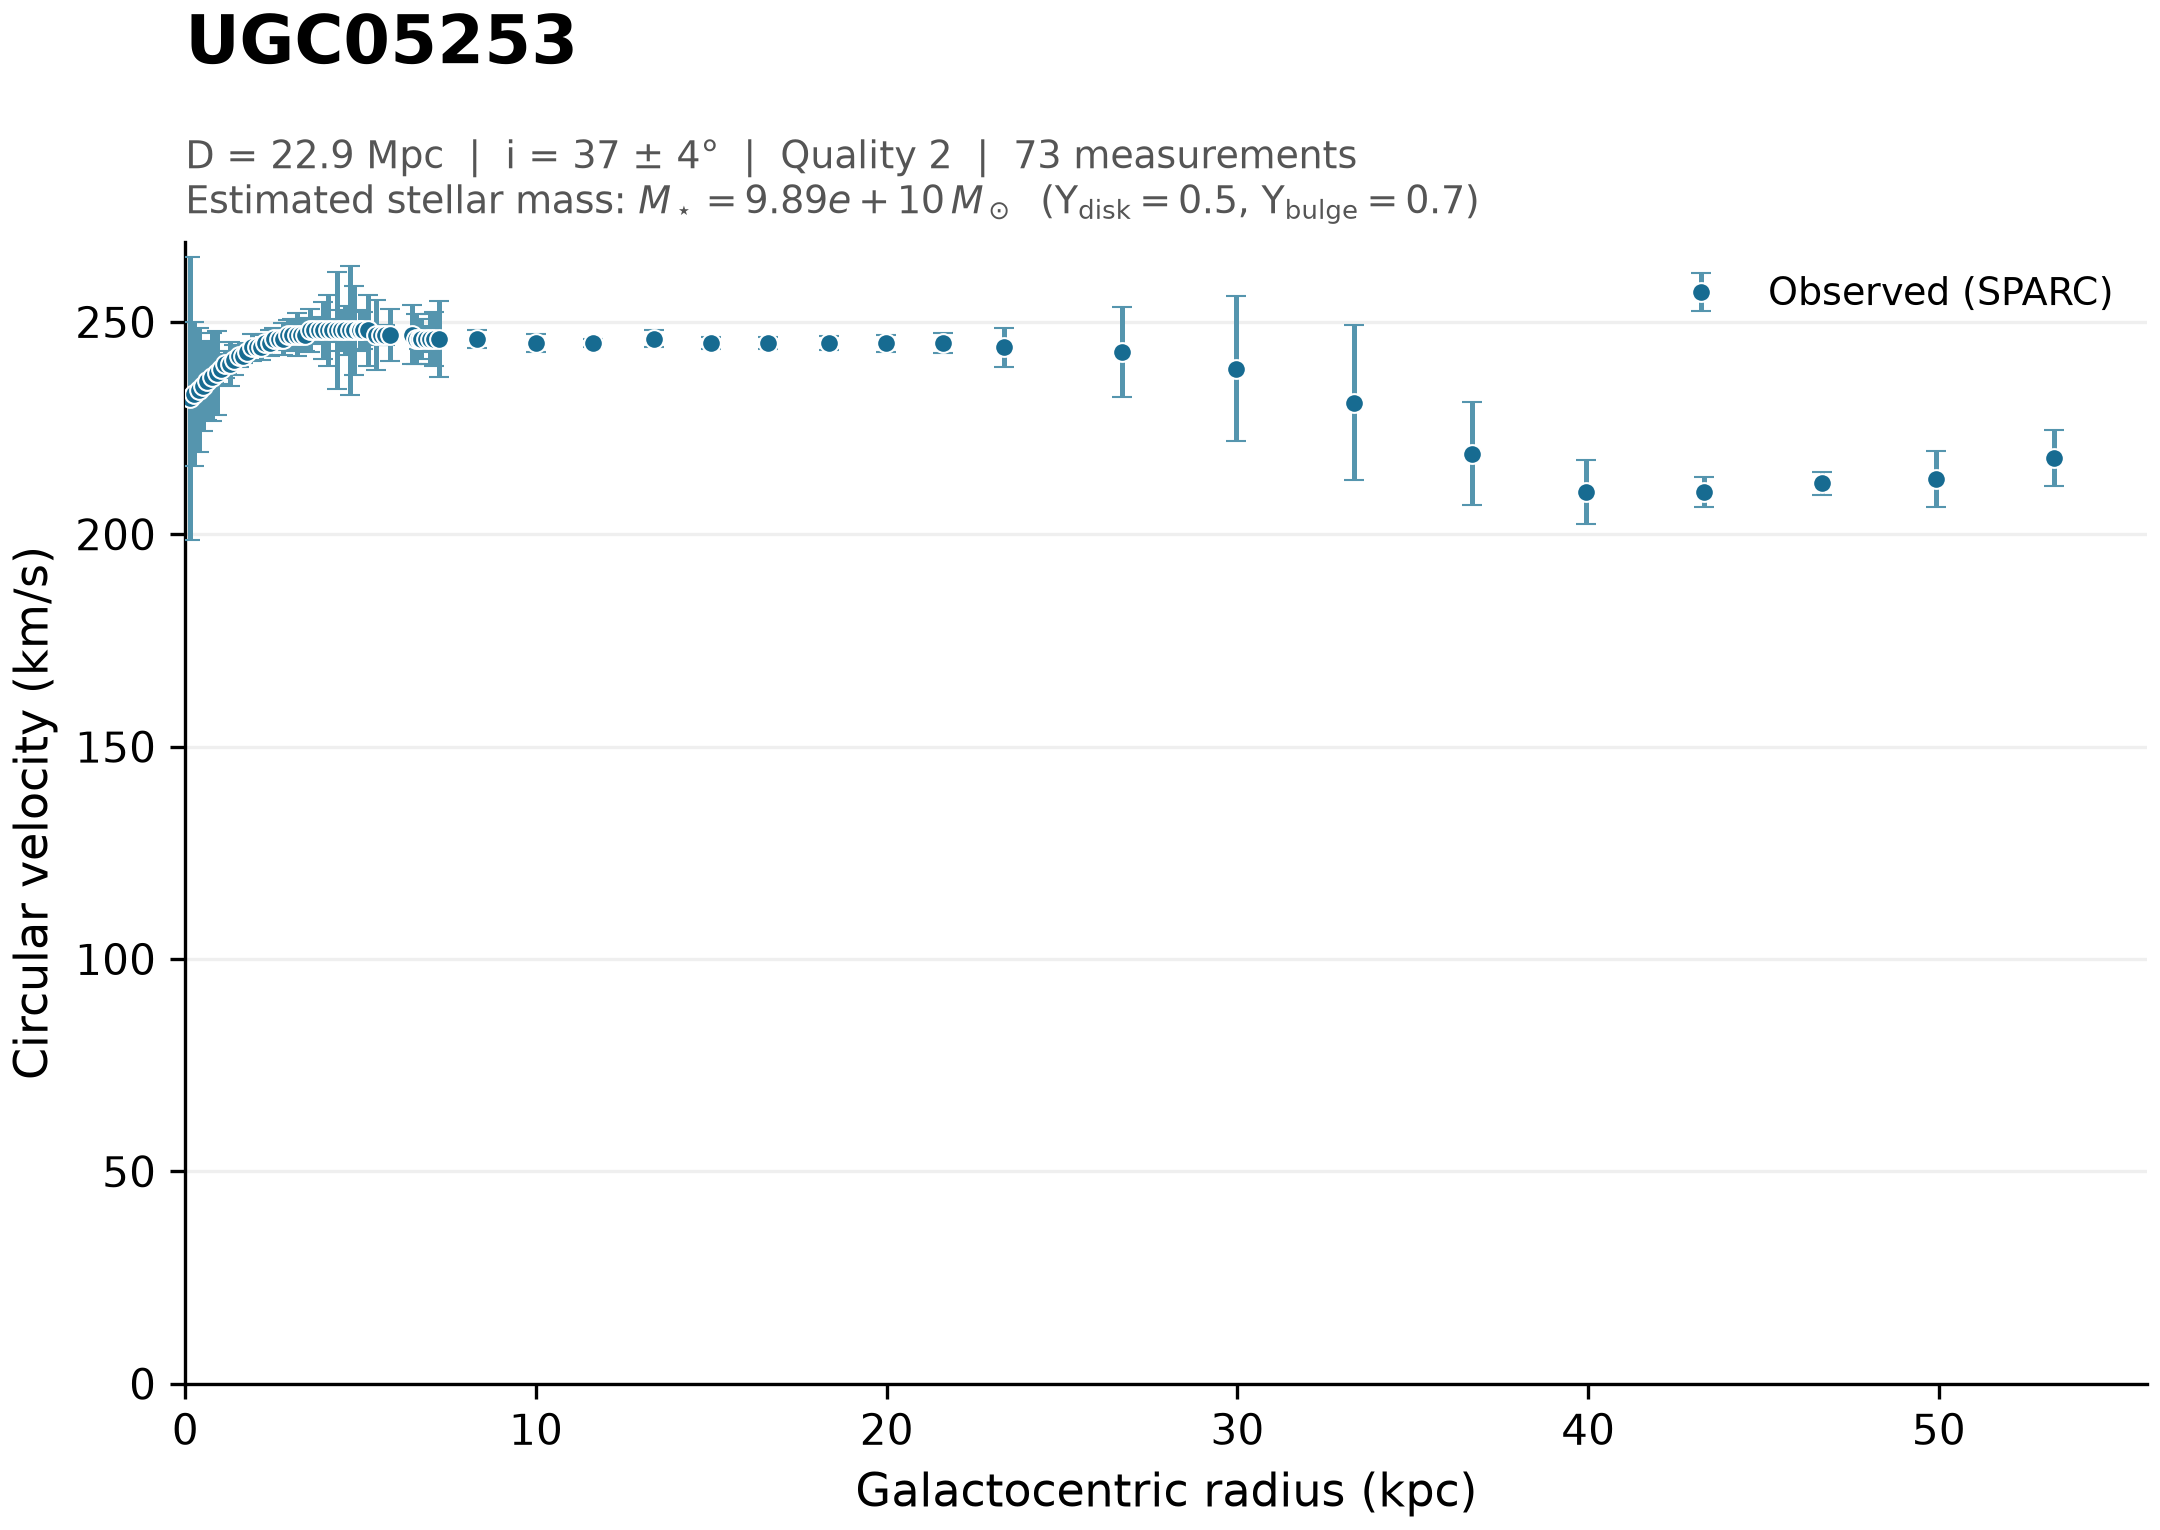 UGC05253
D = 22.9 Mpc | i = 37 ± 4° | Quality 2 | 73 measurements
Estimated stellar mass: M⋆ = 9.89e + 10 M⊙ (Υdisk = 0.5, Υbulge = 0.7)
Observed (SPARC)
250
200
150
100
50
0
Circular velocity (km/s)
0 10 20 30 40 50
Galactocentric radius (kpc)